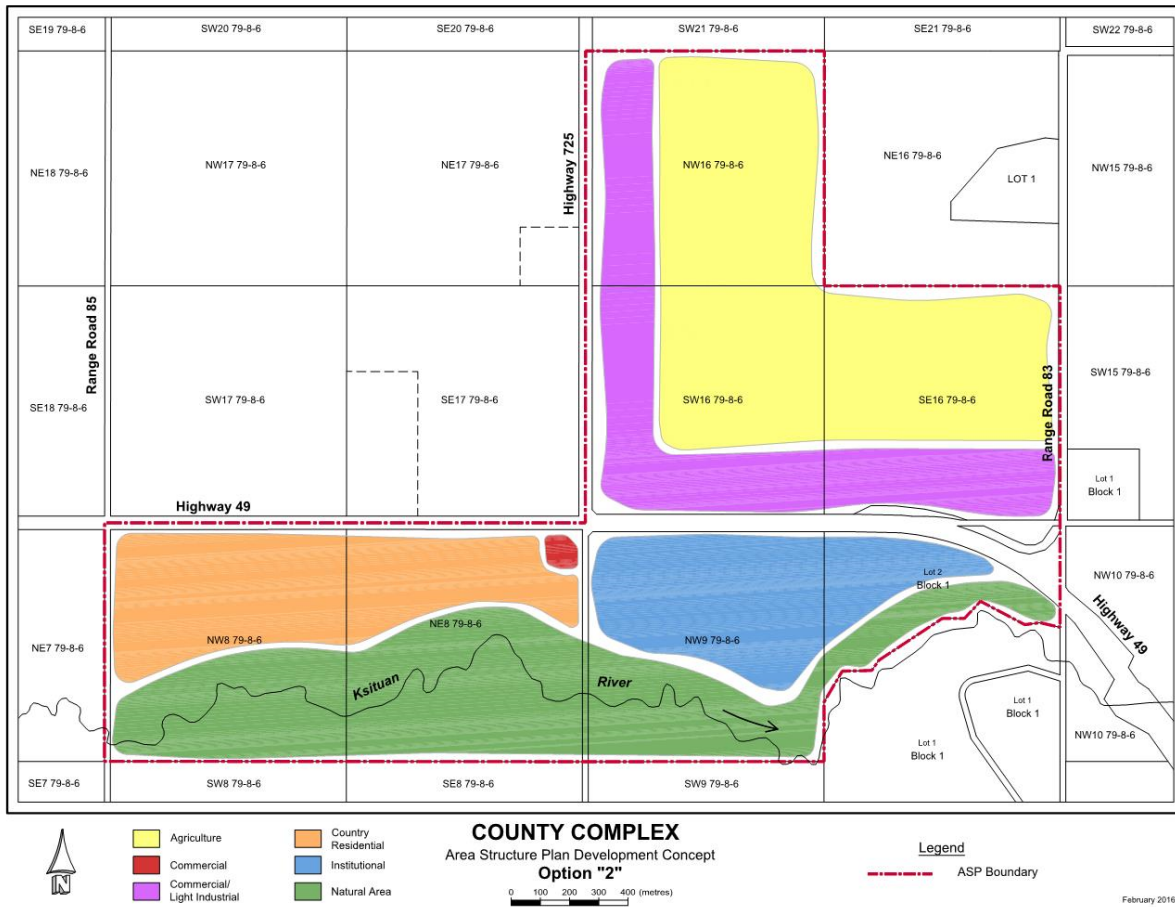 SE19 79-8-6
SW20 79-8-6
SE20 79-8-6
SW21 79-8-6
SE21 79-8-6
SW22 79-8-6
NE18 79-8-6
NW17 79-8-6
NE17 79-8-6
Highway 725
NW16 79-8-6
NE16 79-8-6
LOT 1
NW15 79-8-6
Range Road 85
SE18 79-8-6
SW17 79-8-6
SE17 79-8-6
SW16 79-8-6
SE16 79-8-6
Range Road 83
SW15 79-8-6
Lot 1
Block 1
Highway 49
Lot 2
Block 1
NW10 79-8-6
Highway 49
NE7 79-8-6
NW8 79-8-6
NE8 79-8-6
NW9 79-8-6
Ksituan
River
Lot 1
Block 1
Lot 1
Block 1
NW10 79-8-6
SE7 79-8-6
SW8 79-8-6
SE8 79-8-6
SW9 79-8-6
N
Agriculture
Commercial
Commercial/
Light Industrial
Country
Residential
Institutional
Natural Area
COUNTY COMPLEX
Area Structure Plan Development Concept
Option "2"
0 100 200 300 400 (metres)
Legend
ASP Boundary
February 2016